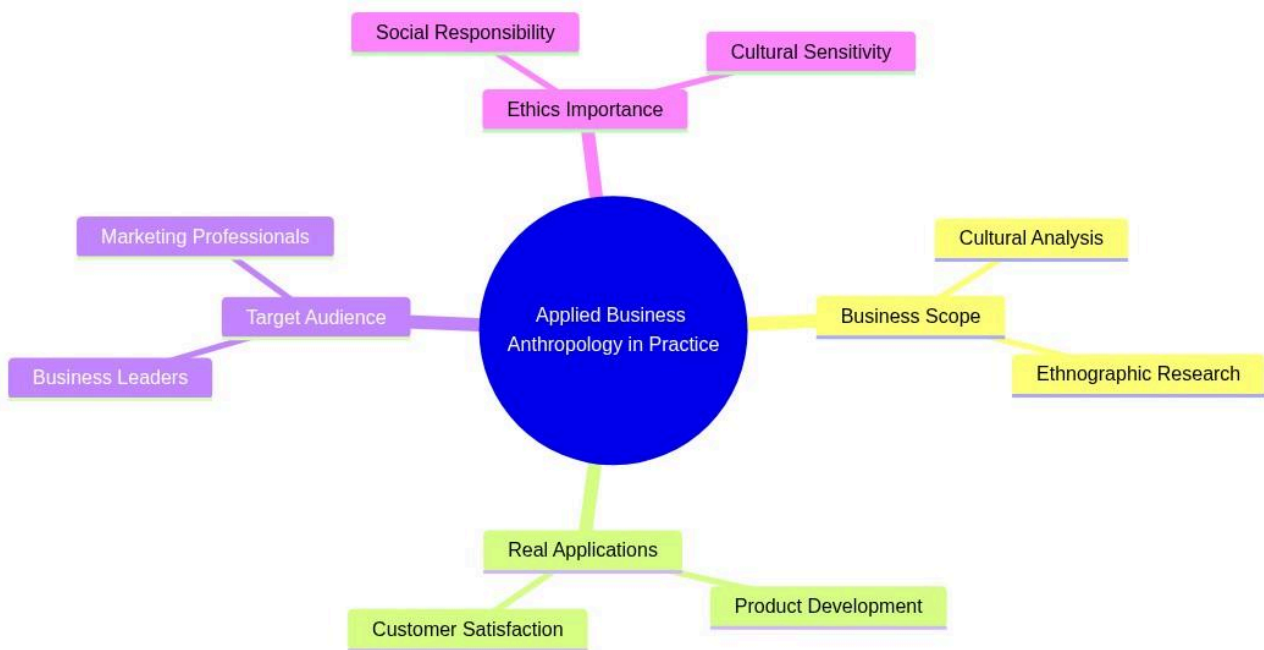 Social Responsibility
Cultural Sensitivity
Ethics Importance
Marketing Professionals
Target Audience
Business Leaders
Applied Business
Anthropology in Practice
Cultural Analysis
Business Scope
Ethnographic Research
Real Applications
Product Development
Customer Satisfaction